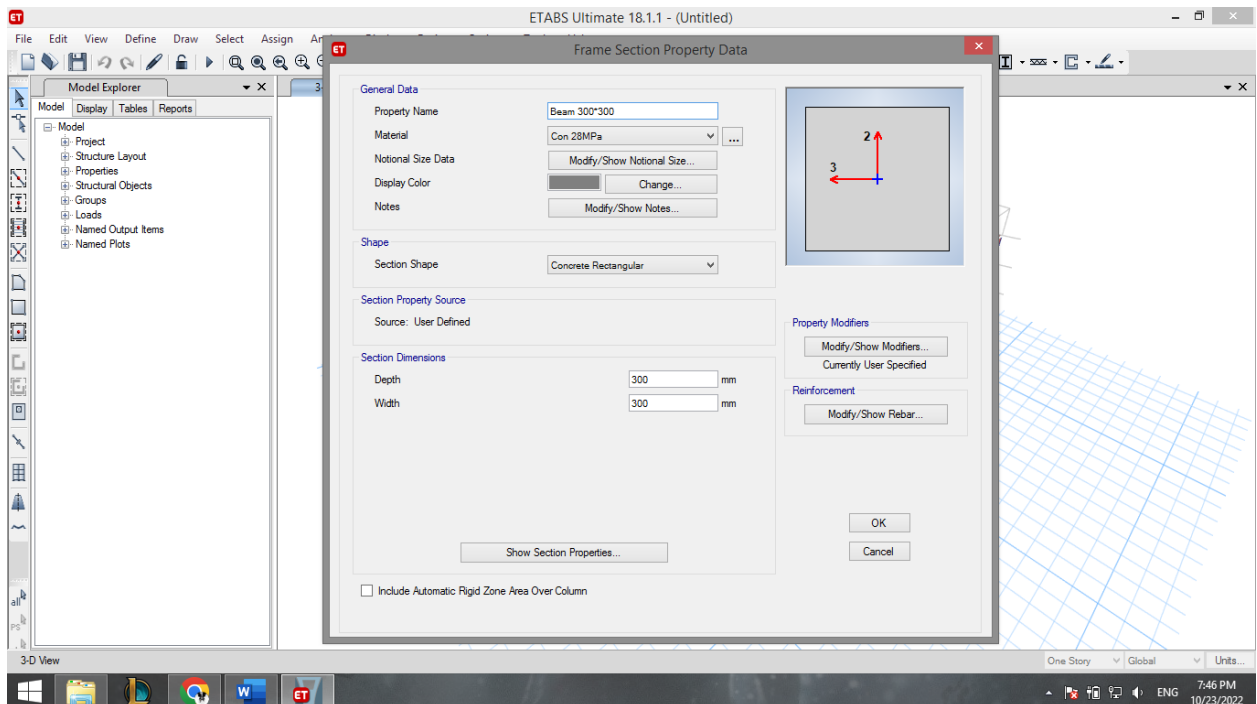 ET
ETABS Ultimate 18.1.1 - (Untitled)
File Edit View Define Draw Select Assign
ET Frame Section Property Data
Model Explorer
Model Display Tables Reports
Model
Project
Structure Layout
Properties
Structural Objects
Groups
Loads
Named Output Items
Named Plots
General Data
Property Name Beam 300*300
Material Con 28MPa ...
Notional Size Data Modify/Show Notional Size...
Display Color Change...
Notes Modify/Show Notes...
Shape
Section Shape Concrete Rectangular
Section Property Source
Source: User Defined
Section Dimensions
Depth 300 mm
Width 300 mm
Show Section Properties...
Include Automatic Rigid Zone Area Over Column
2
3
Property Modifiers
Modify/Show Modifiers...
Currently User Specified
Reinforcement
Modify/Show Rebar...
OK
Cancel
all
PS
3-D View
One Story Global Units...
W ET
ENG
7:46 PM
10/23/2022